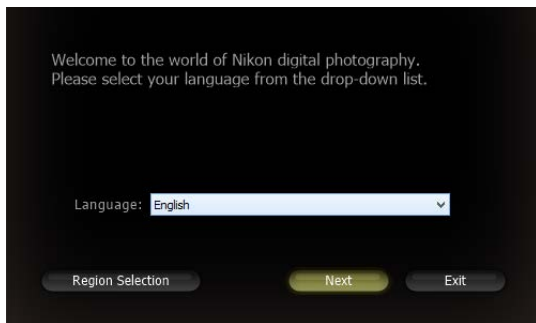 Welcome to the world of Nikon digital photography.
Please select your language from the drop-down list.
Language: English
Region Selection Next Exit